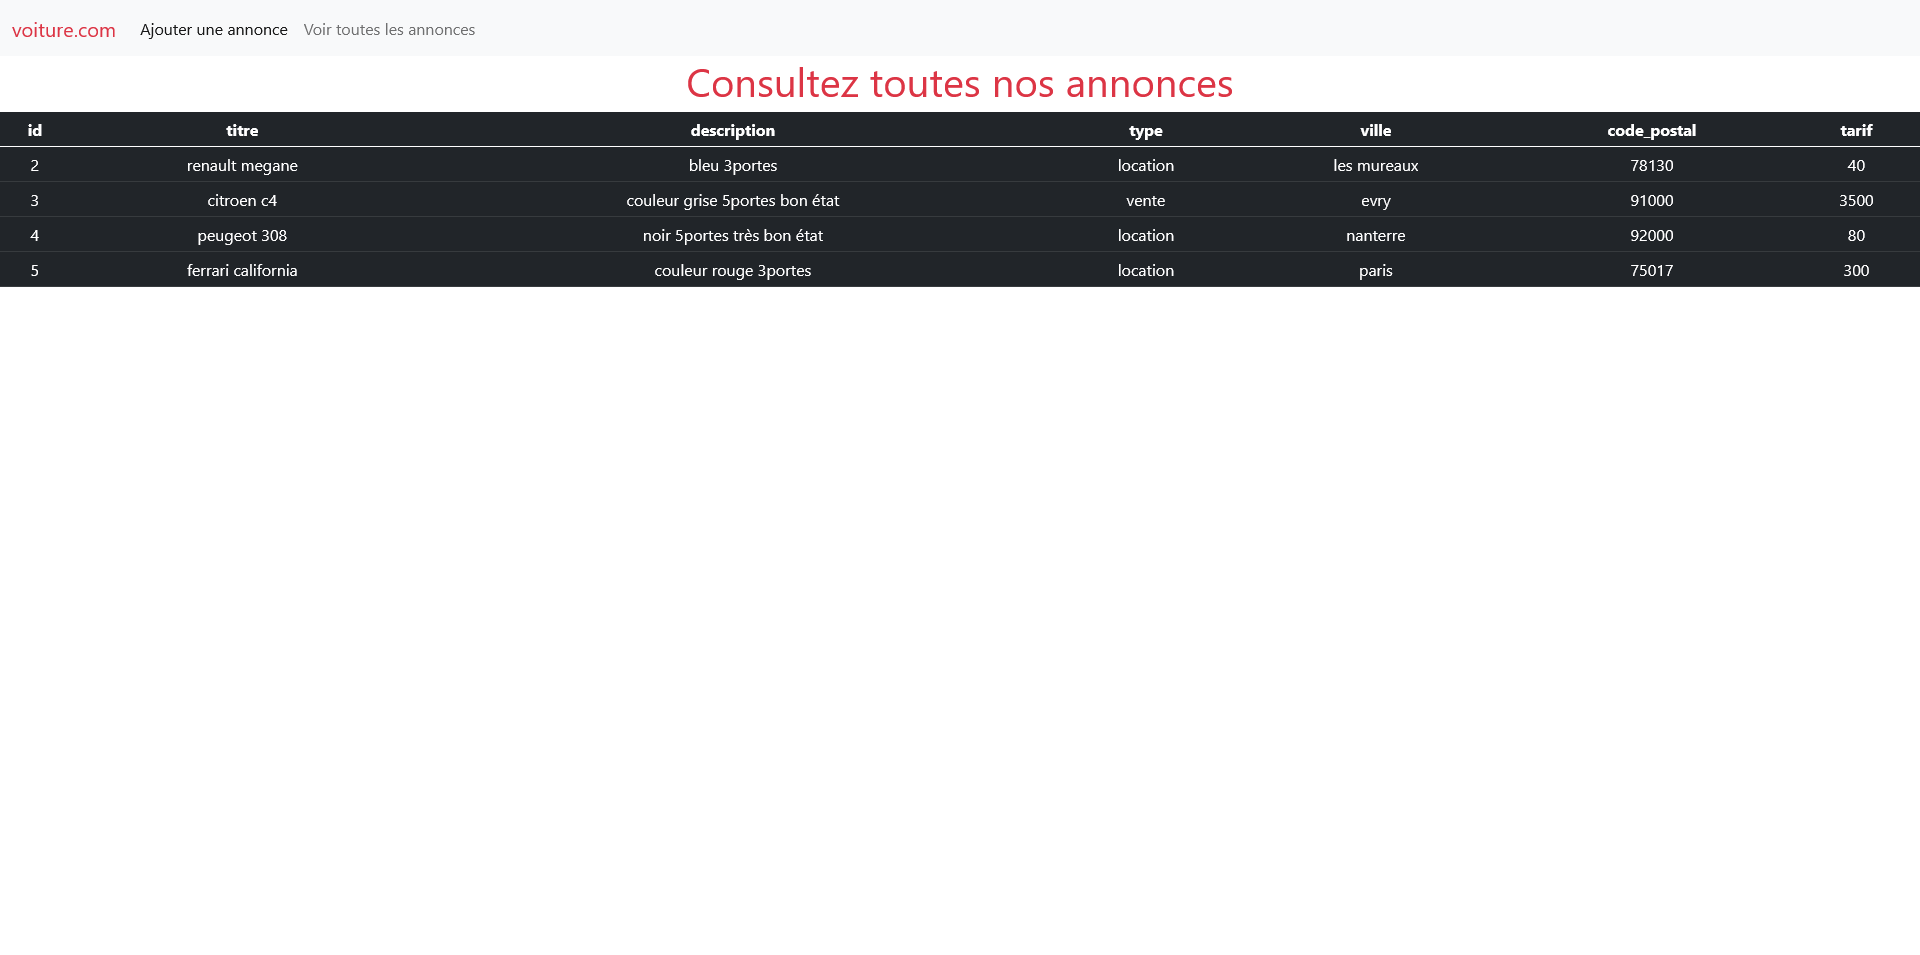 voiture.com Ajouter une annonce Voir toutes les annonces
Consultez toutes nos annonces
id titre description type ville code_postal tarif
2 renault megane bleu 3portes location les mureaux 78130 40
3 citroen c4 couleur grise 5portes bon état vente evry 91000 3500
4 peugeot 308 noir 5portes très bon état location nanterre 92000 80
5 ferrari california couleur rouge 3portes location paris 75017 300